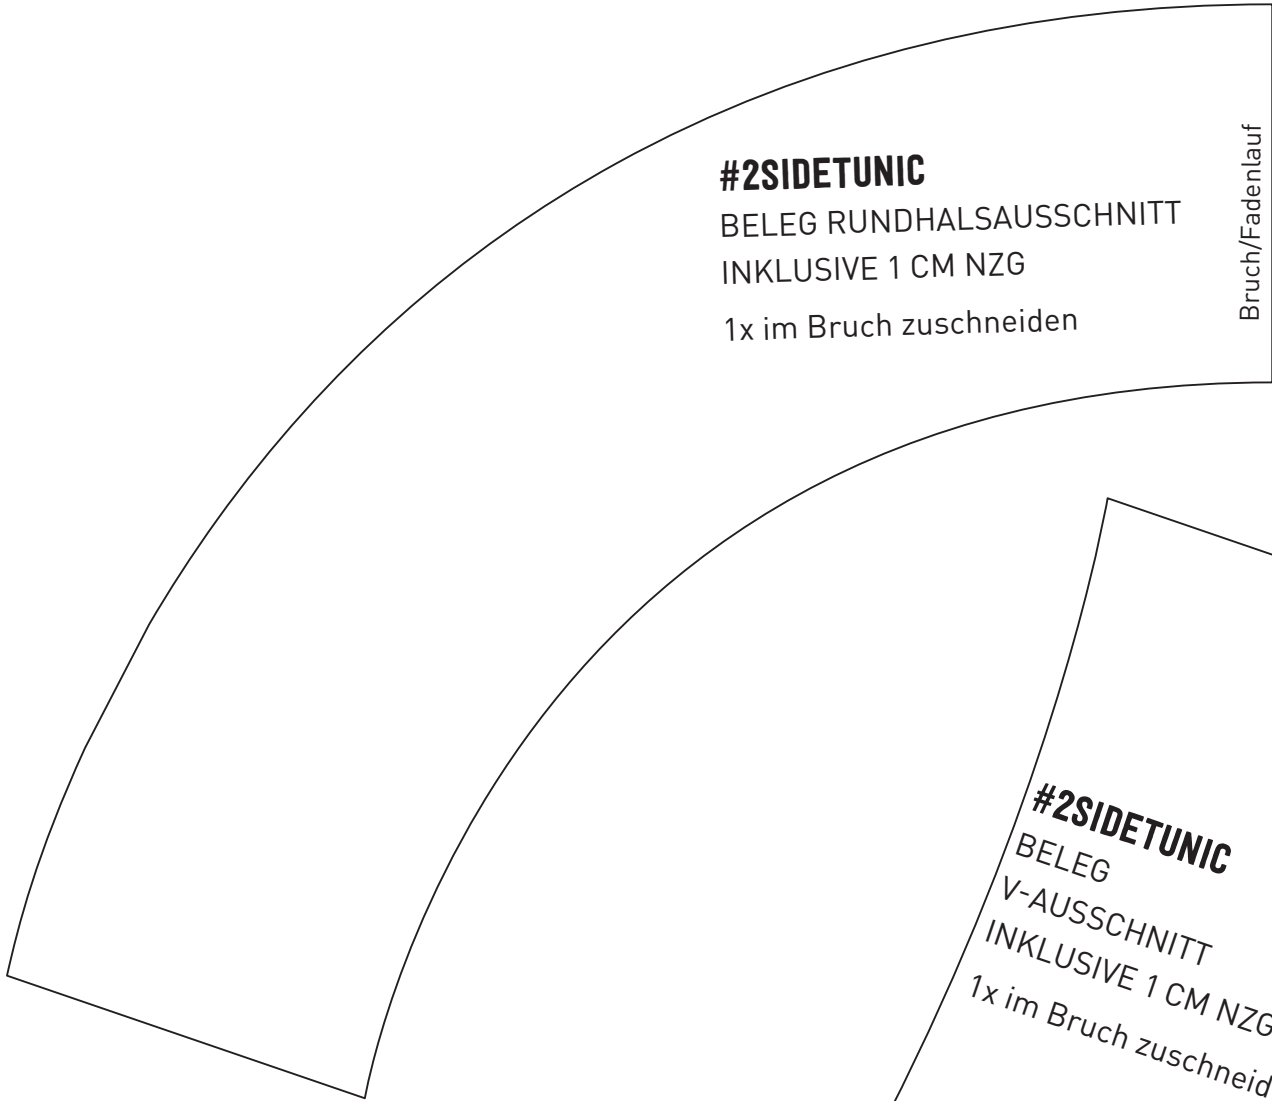 #2SIDETUNIC
BELEG RUNDHALSAUSSCHNITT
INKLUSIVE 1 CM NZG
1x im Bruch zuschneiden
Bruch/Fadenlauf
#2SIDETUNIC
BELEG
V-AUSSCHNITT
INKLUSIVE 1 CM NZG
1x im Bruch zuschneid